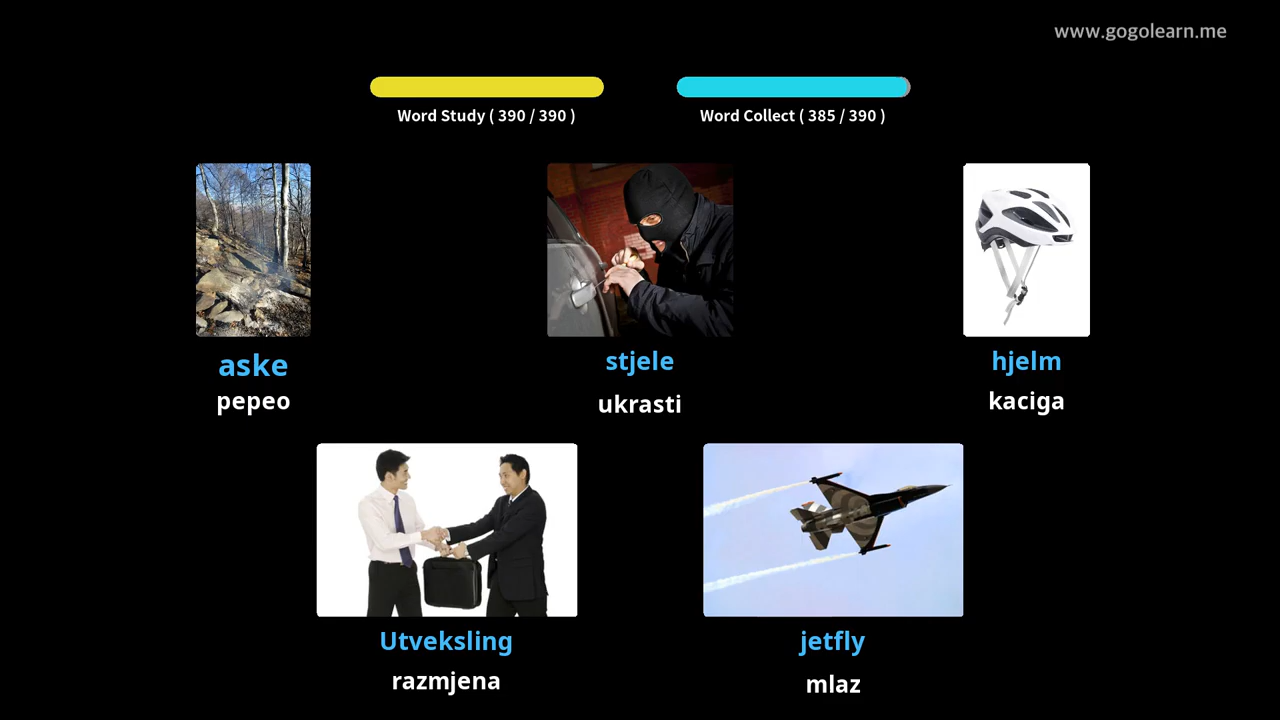 www.gogolearn.me
Word Study ( 390 / 390 )
Word Collect ( 385 / 390 )
aske
pepeo
stjele
ukrasti
hjelm
kaciga
Utveksling
razmjena
jetfly
mlaz